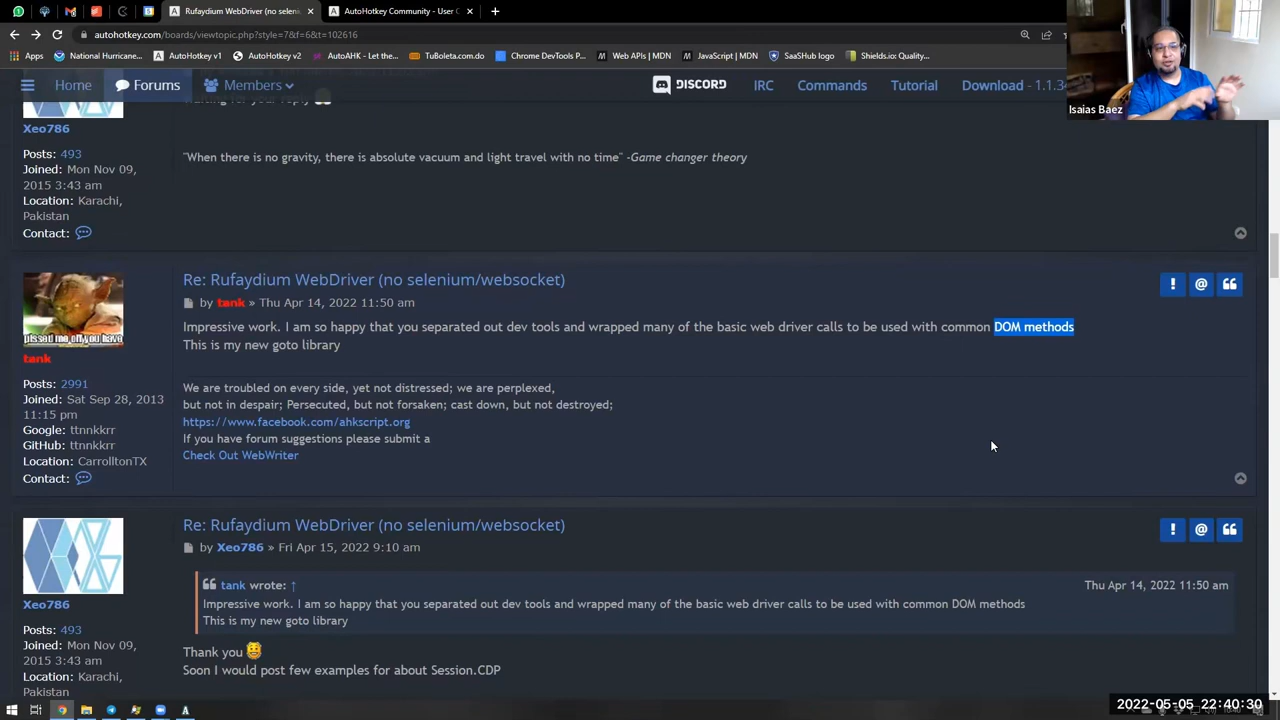 Rufaydium WebDriver (no seleni
AutoHotkey Community - User C
autohotkey.com/boards/viewtopic.php?style=7&f=6&t=102616
Apps
National Hurricane...
AutoHotkey v1
AutoHotkey v2
AutoAHK - Let the...
TuBoleta.com.do
Chrome DevTools P...
Web APIs | MDN
JavaScript | MDN
SaaSHub logo
Shields.io: Quality...
Isaias Baez
Home
Forums
Members
DISCORD
IRC
Commands
Tutorial
Download - 1.1.3
Xeo786
Posts: 493
Joined: Mon Nov 09,
2015 3:43 am
Location: Karachi,
Pakistan
Contact:
"When there is no gravity, there is absolute vacuum and light travel with no time" -Game changer theory
pissed me off you have
tank
Posts: 2991
Joined: Sat Sep 28, 2013
11:15 pm
Google: ttnnkkrr
GitHub: ttnnkkrr
Location: CarrolltonTX
Contact:
Re: Rufaydium WebDriver (no selenium/websocket)
by tank » Thu Apr 14, 2022 11:50 am
Impressive work. I am so happy that you separated out dev tools and wrapped many of the basic web driver calls to be used with common DOM methods
This is my new goto library
We are troubled on every side, yet not distressed; we are perplexed,
but not in despair; Persecuted, but not forsaken; cast down, but not destroyed;
https://www.facebook.com/ahkscript.org
If you have forum suggestions please submit a
Check Out WebWriter
Xeo786
Posts: 493
Joined: Mon Nov 09,
2015 3:43 am
Location: Karachi,
Pakistan
Re: Rufaydium WebDriver (no selenium/websocket)
by Xeo786 » Fri Apr 15, 2022 9:10 am
tank wrote: ↑
Thu Apr 14, 2022 11:50 am
Impressive work. I am so happy that you separated out dev tools and wrapped many of the basic web driver calls to be used with common DOM methods
This is my new goto library
Thank you
Soon I would post few examples for about Session.CDP
2022-05-05 22:40:30